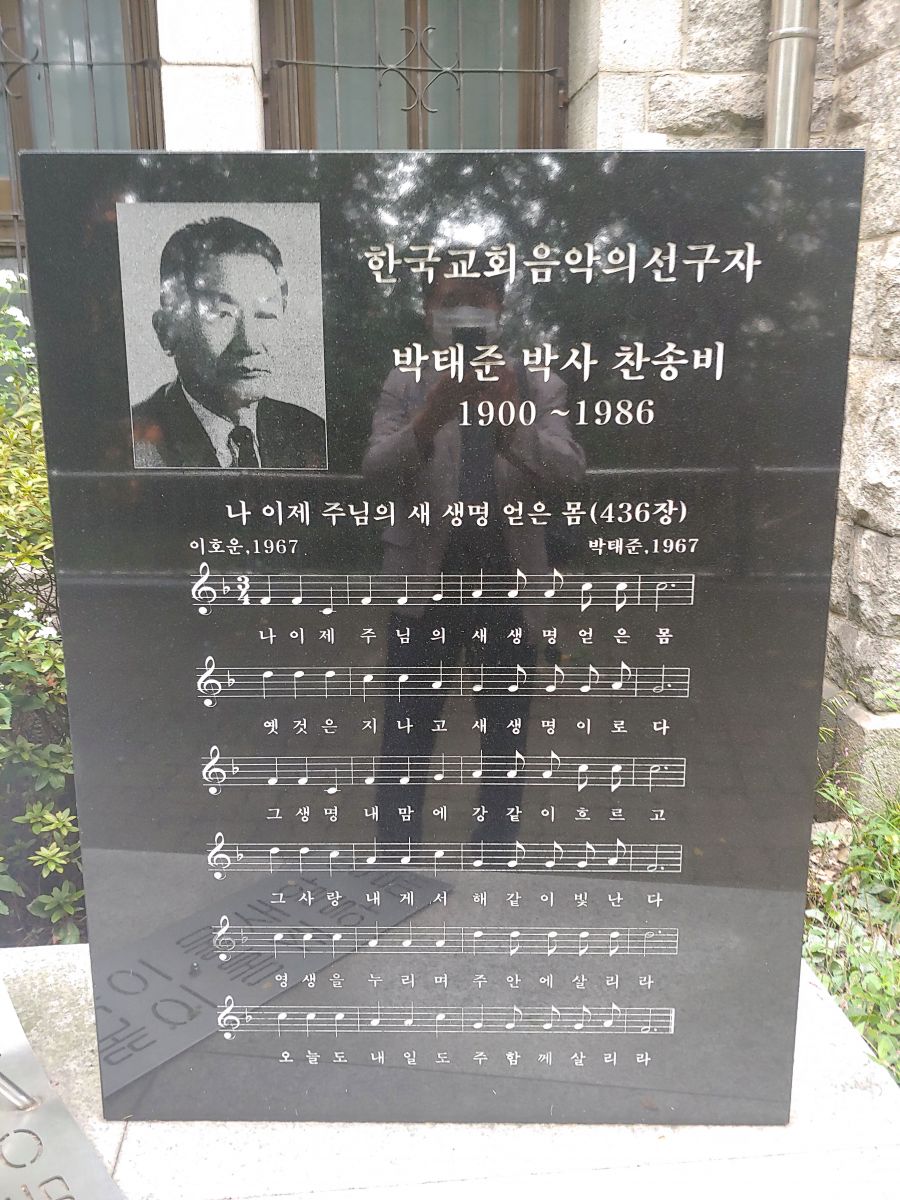 한국교회음악의선구자
박태준 박사 찬송비
1900 ~1986
나 이제 주님의 새 생명 얻은 몸(436장)
이호운,1967 박태준,1967
3
4
나 이 제 주 님 의 새 생 명 얻 은 몸
옛 것 은 지 나 고 새 생 명 이 로 다
그 생 명 내 맘 에 강 같 이 흐 르 고
그 사 랑 내 게 서 해 같 이 빛 난 다
영 생 을 누 리 며 주 안 에 살 리 라
오 늘 도 내 일 도 주 함 께 살 리 라